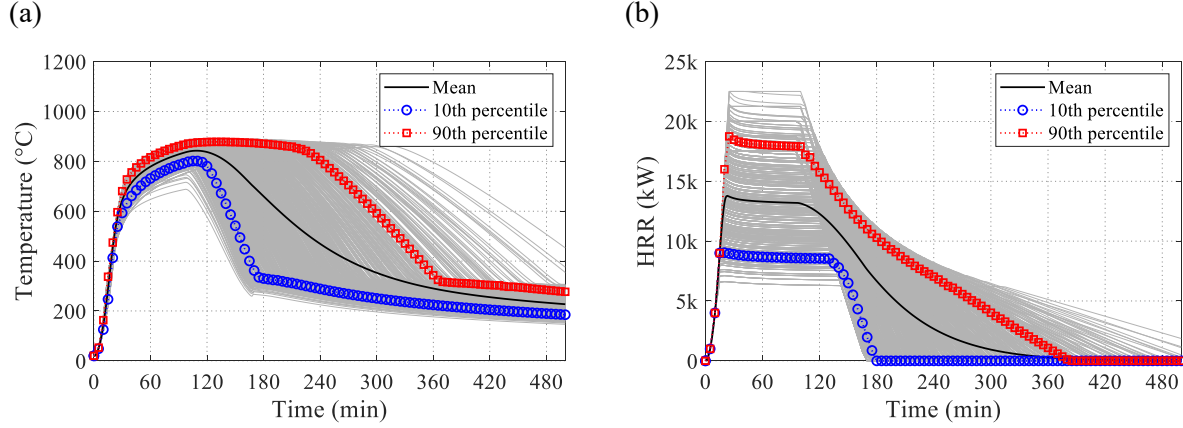 (a)
1200
1000
800
600
400
200
0
Temperature (°C)
0 60 120 180 240 300 360 420 480
Time (min)
Mean
10th percentile
90th percentile
(b)
25k
20k
15k
10k
5k
0
HRR (kW)
0 60 120 180 240 300 360 420 480
Time (min)
Mean
10th percentile
90th percentile